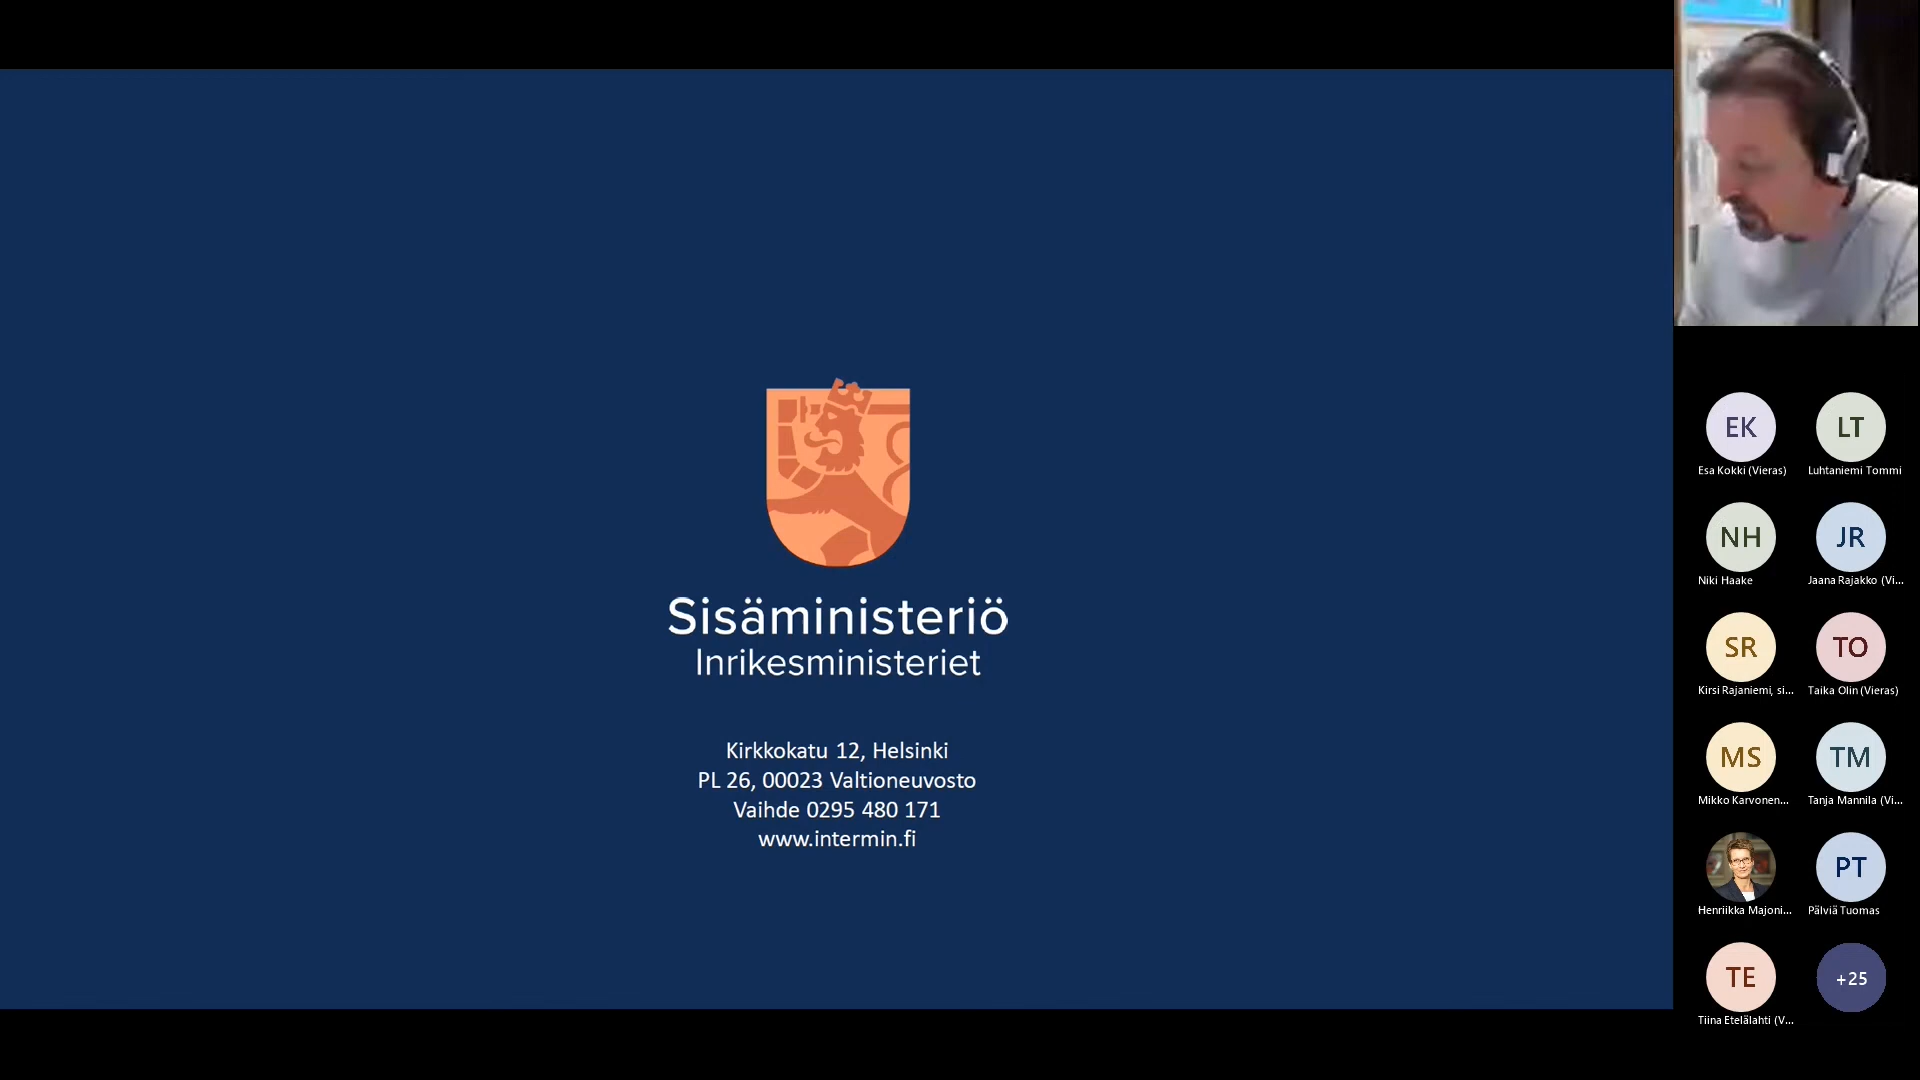 Sisäministeriö
Inrikesministeriet
Kirkkokatu 12, Helsinki
PL 26, 00023 Valtioneuvosto
Vaihde 0295 480 171
www.intermin.fi
EK
LT
Esa Kokki (Vieras)
Luhtaniemi Tommi
NH
JR
Niki Haake
Jaana Rajakko (Vi...
SR
TO
Kirsi Rajaniemi, si...
Taika Olin (Vieras)
MS
TM
Mikko Karvonen...
Tanja Mannila (Vi...
PT
Henriikka Majoni...
Pälviä Tuomas
TE
+25
Tiina Etelälahti (V...